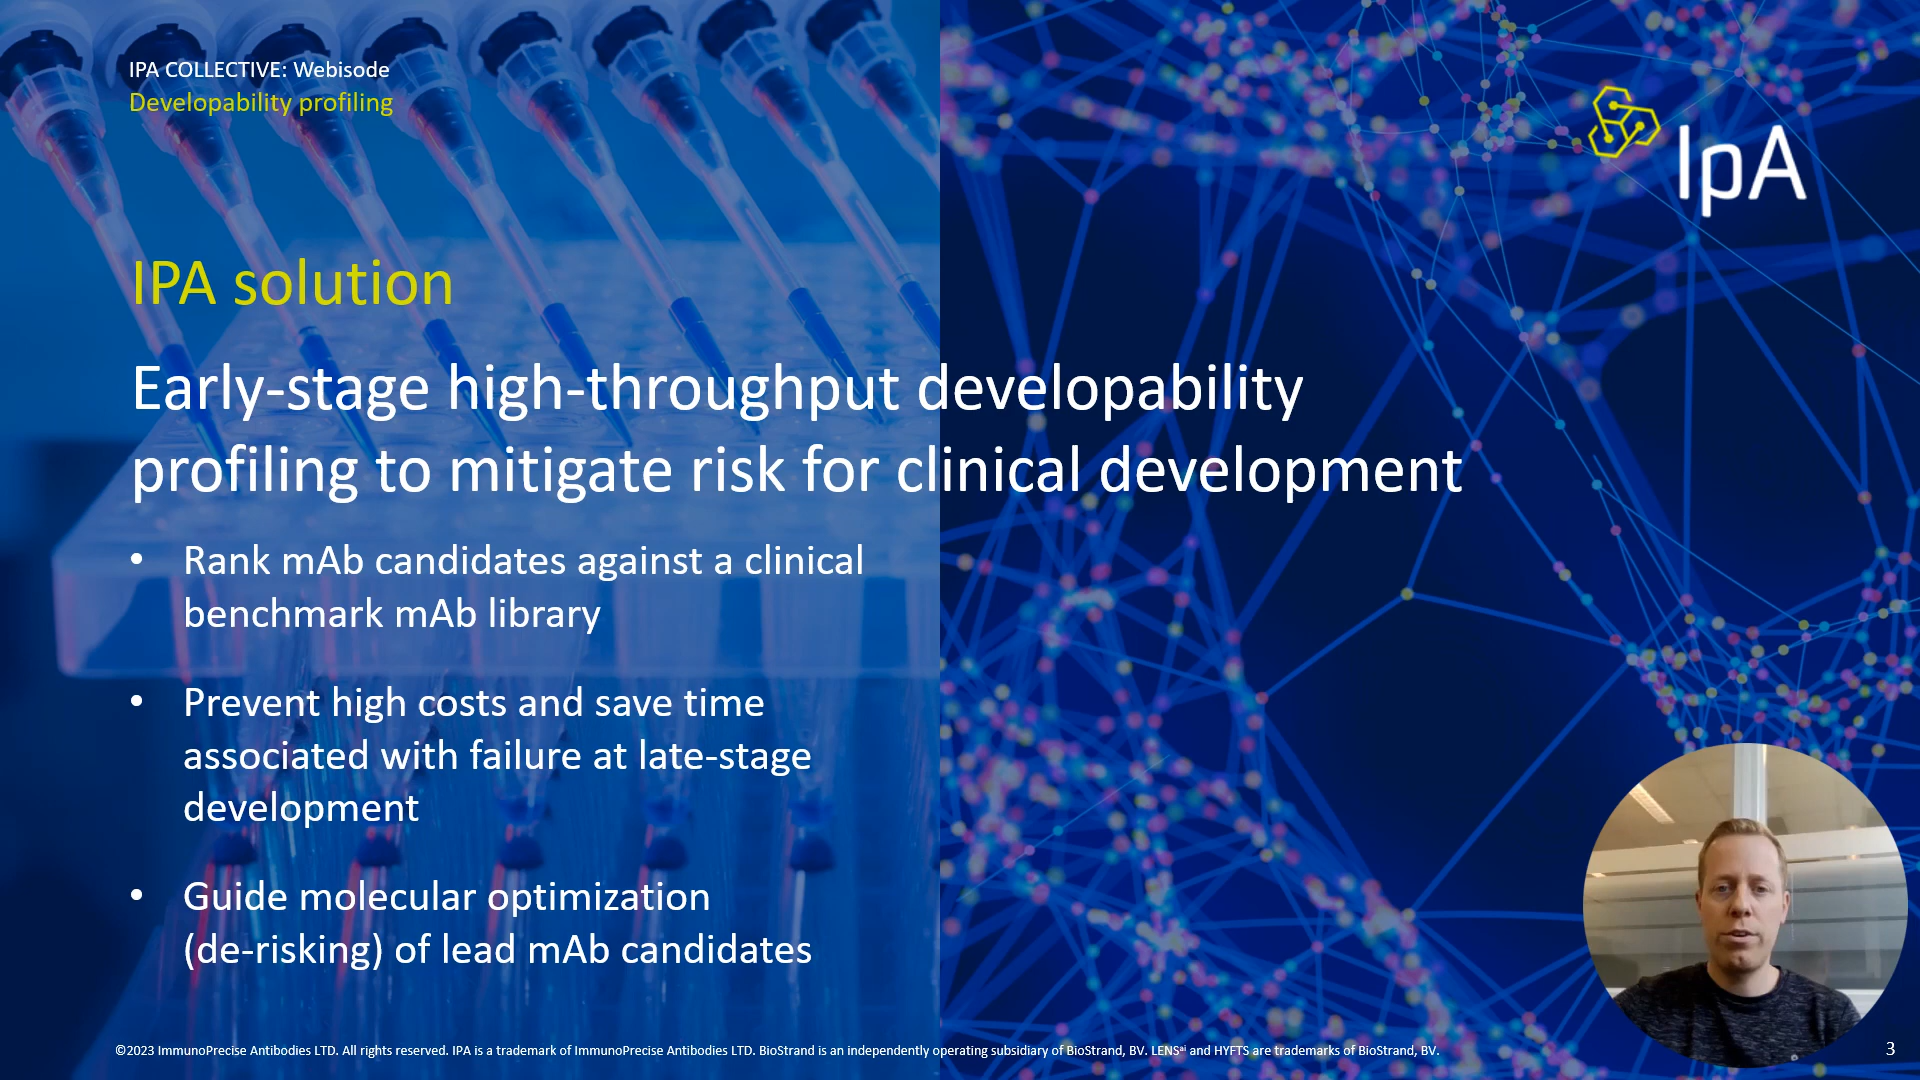 IPA COLLECTIVE: Webisode
Developability profiling
IpA
IPA solution
Early-stage high-throughput developability
profiling to mitigate risk for clinical development
• Rank mAb candidates against a clinical
benchmark mAb library
• Prevent high costs and save time
associated with failure at late-stage
development
• Guide molecular optimization
(de-risking) of lead mAb candidates
©2023 ImmunoPrecise Antibodies LTD. All rights reserved. IPA is a trademark of ImmunoPrecise Antibodies LTD. BioStrand is an independently operating subsidiary of BioStrand, BV. LENSᵃⁱ and HYFTS are trademarks of BioStrand, BV.
3